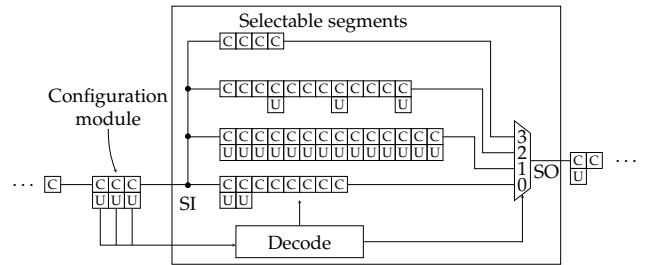 Selectable segments
C C C C
C C C C C C C C C C C C
U U U
Configuration
module
C C C C C C C C C C C C C C
U U U U U U U U U U U U U U
3
2
1
0
SO
C C
U
...
... C
C C C
U U U
SI
C C C C C C C C
U U
Decode